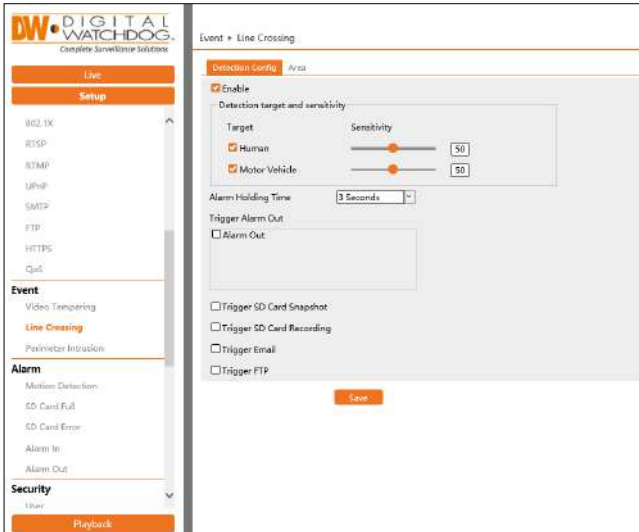 DW
DIGITAL
WATCHDOG.
Complete Surveillance Solutions
Live
Setup
802.1X
RTSP
RTMP
UPnP
SMTP
FTP
HTTPS
QoS
Event
Video Tampering
Line Crossing
Perimeter Intrusion
Alarm
Motion Detection
SD Card Full
SD Card Error
Alarm In
Alarm Out
Security
User
Playback
Event ▸ Line Crossing
Detection Config Area
Enable
Detection target and sensitivity
Target Sensitivity
Human 50
Motor Vehicle 50
Alarm Holding Time 3 Seconds
Trigger Alarm Out
Alarm Out
Trigger SD Card Snapshot
Trigger SD Card Recording
Trigger Email
Trigger FTP
Save